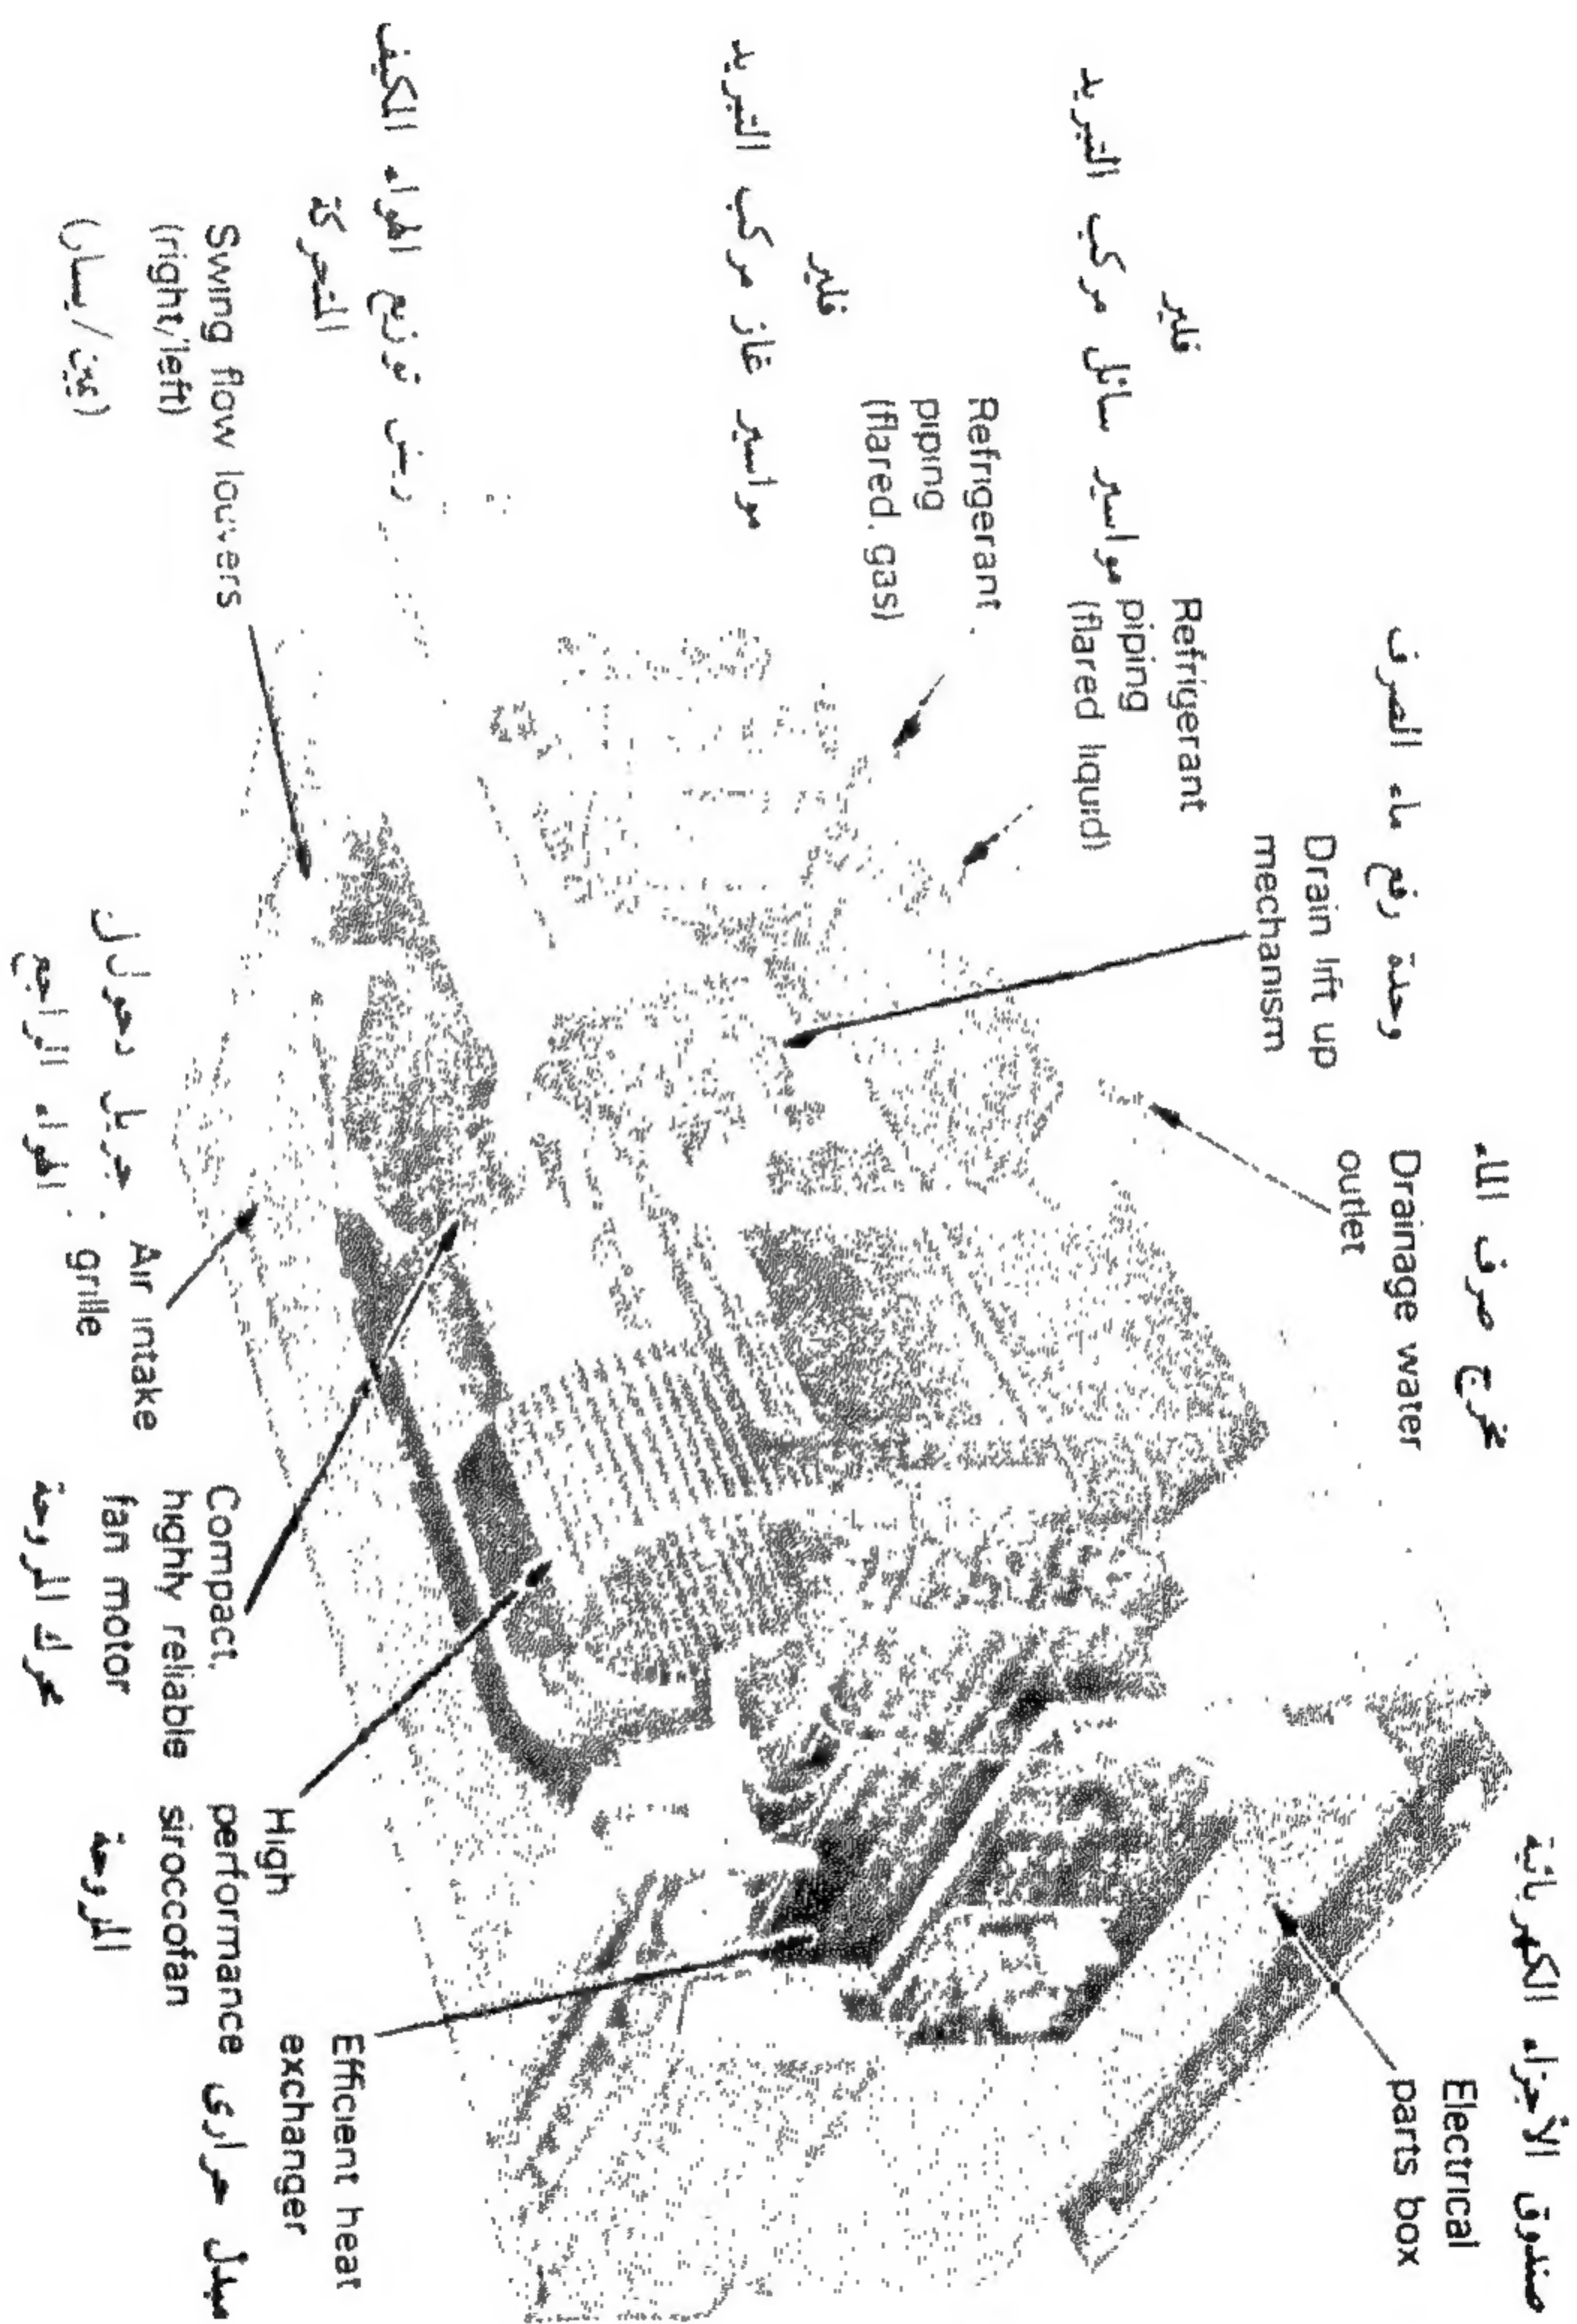 صندوق الأجزاء الكهربائية
Electrical
parts box
مخرج صرف الماء
Drainage water
outlet
وحدة رفع ماء الصرف
Drain lift up
mechanism
فلير
مواسير سائل مركب التبريد
Refrigerant
piping
(flared liquid)
Refrigerant
piping
(flared. gas)
فلير
مواسير غاز مركب التبريد
ريش توزيع الهواء المكيف
المتحركة
Swing flow louvers
(right/left)
(يمين/يسار)
Air intake
grille
جريل دحول ل
الهواء الراجع
Compact,
highly reliable
fan motor
محرك المروحة
High
performance
siroccofan
المروحة
Efficient heat
exchanger
مبدل حرارى